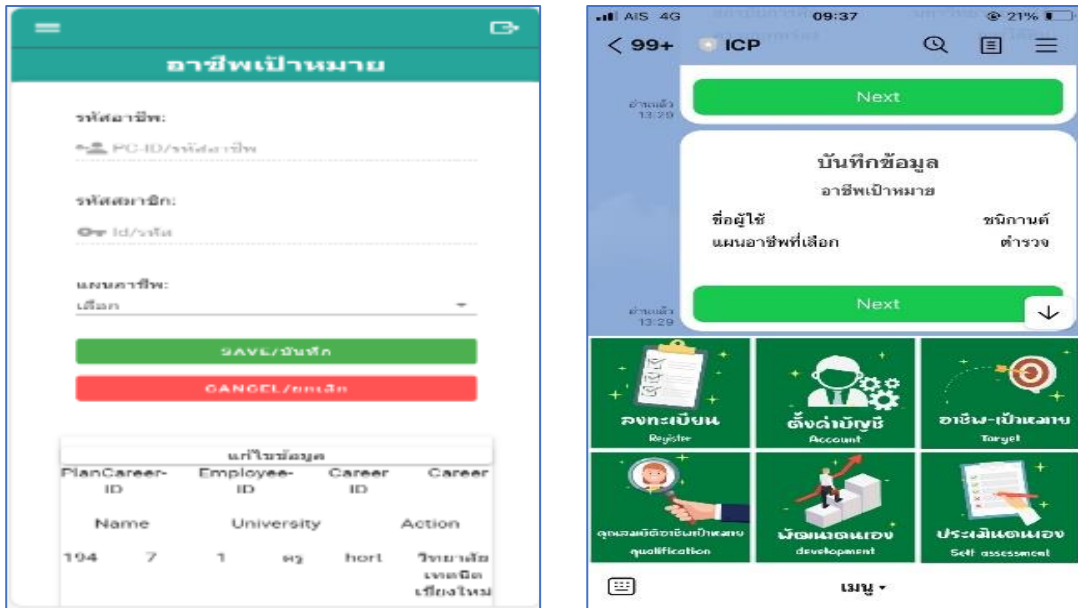 อาชีพเป้าหมาย
รหัสอาชีพ:
PC-ID/รหัสอาชีพ
รหัสสมาชิก:
Id/รหัส
แผนอาชีพ:
เลือก
SAVE/บันทึก
CANCEL/ยกเลิก
แก้ไขข้อมูล
PlanCareer-ID Employee-ID Career ID Career
Name University Action
194 7 1 ครู hort วิทยาลัย
เทคนิค
เชียงใหม่
AIS 4G 09:37 21%
99+ ICP
Next
อ่านแล้ว
13:29
บันทึกข้อมูล
อาชีพเป้าหมาย
ชื่อผู้ใช้ ชนิกานต์
แผนอาชีพที่เลือก ตำรวจ
Next
อ่านแล้ว
13:29
ลงทะเบียน
Register
ตั้งค่าบัญชี
Account
อาชีพ-เป้าหมาย
Target
คุณสมบัติอาชีพเป้าหมาย
qualification
พัฒนาตนเอง
development
ประเมินตนเอง
Self assessment
เมนู